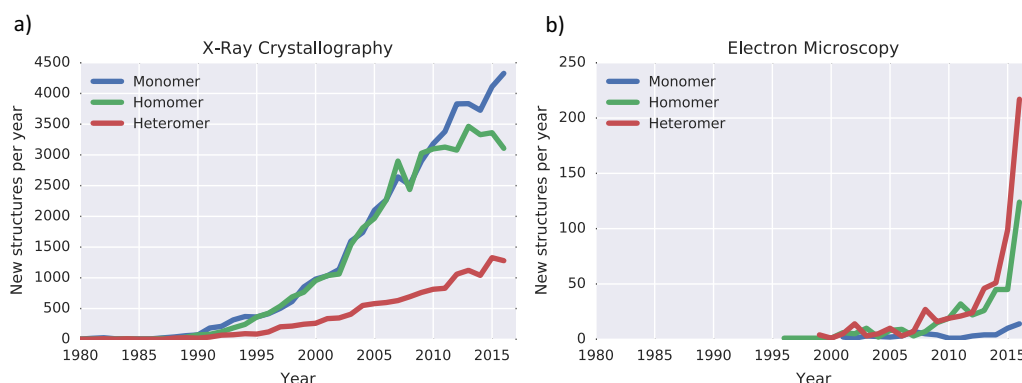 a)
X-Ray Crystallography
New structures per year
4500
4000
3500
3000
2500
2000
1500
1000
500
0
Monomer
Homomer
Heteromer
1980 1985 1990 1995 2000 2005 2010 2015
Year
b)
Electron Microscopy
New structures per year
250
200
150
100
50
0
Monomer
Homomer
Heteromer
1980 1985 1990 1995 2000 2005 2010 2015
Year